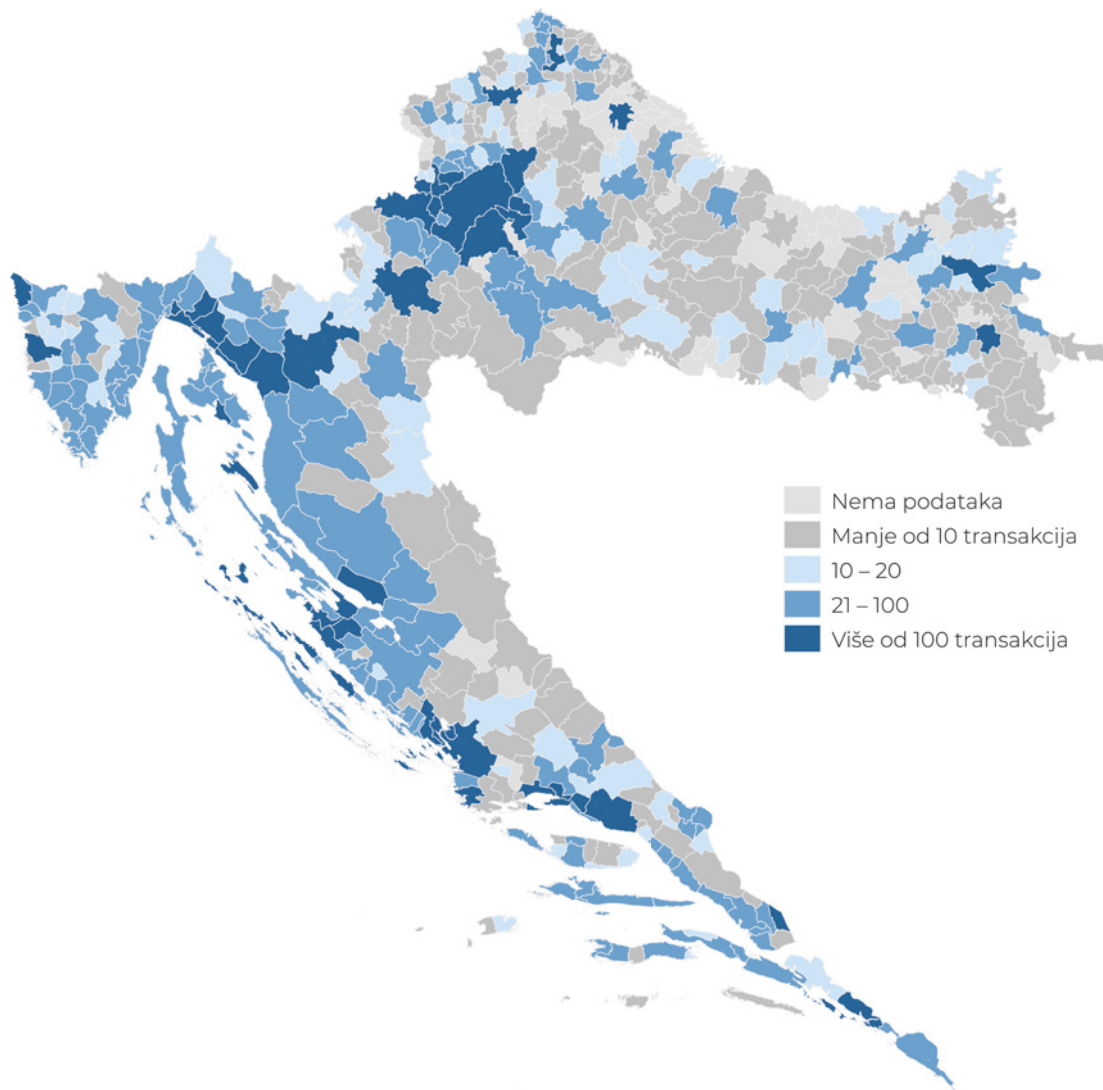 Nema podataka
Manje od 10 transakcija
10 – 20
21 – 100
Više od 100 transakcija